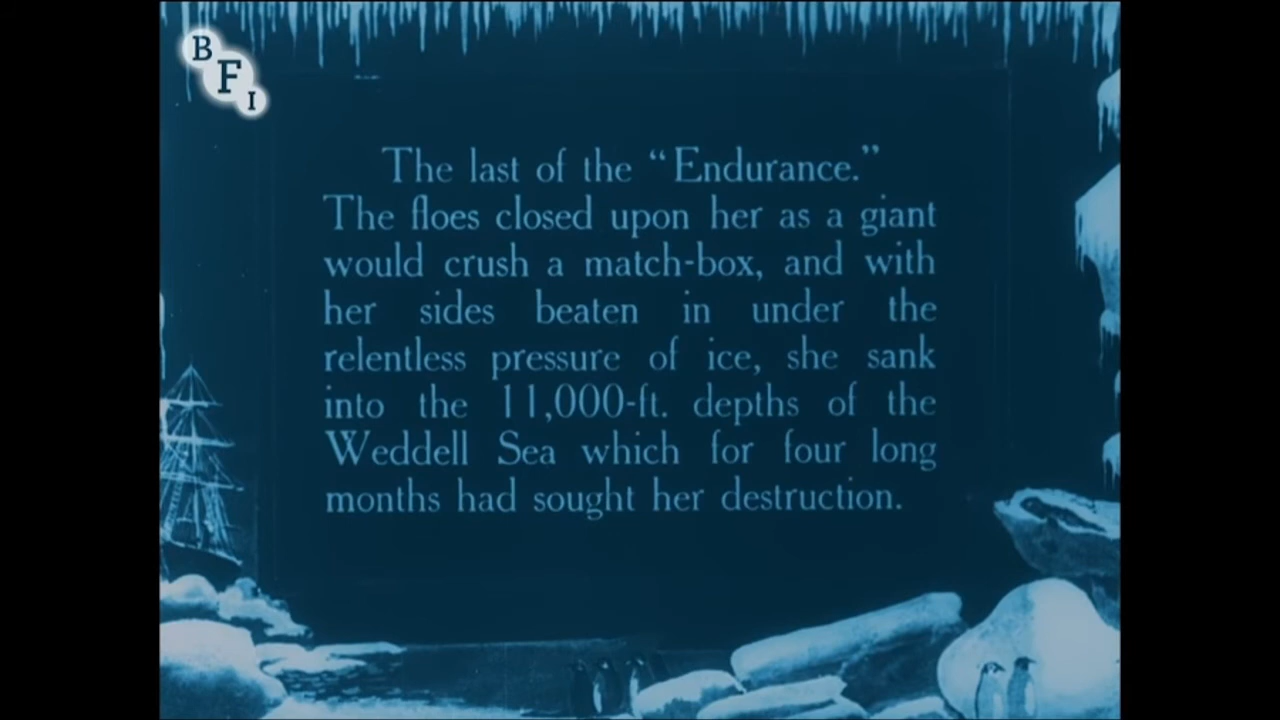 BFI
The last of the “Endurance.”
The floes closed upon her as a giant
would crush a match-box, and with
her sides beaten in under the
relentless pressure of ice, she sank
into the 11,000-ft. depths of the
Weddell Sea which for four long
months had sought her destruction.